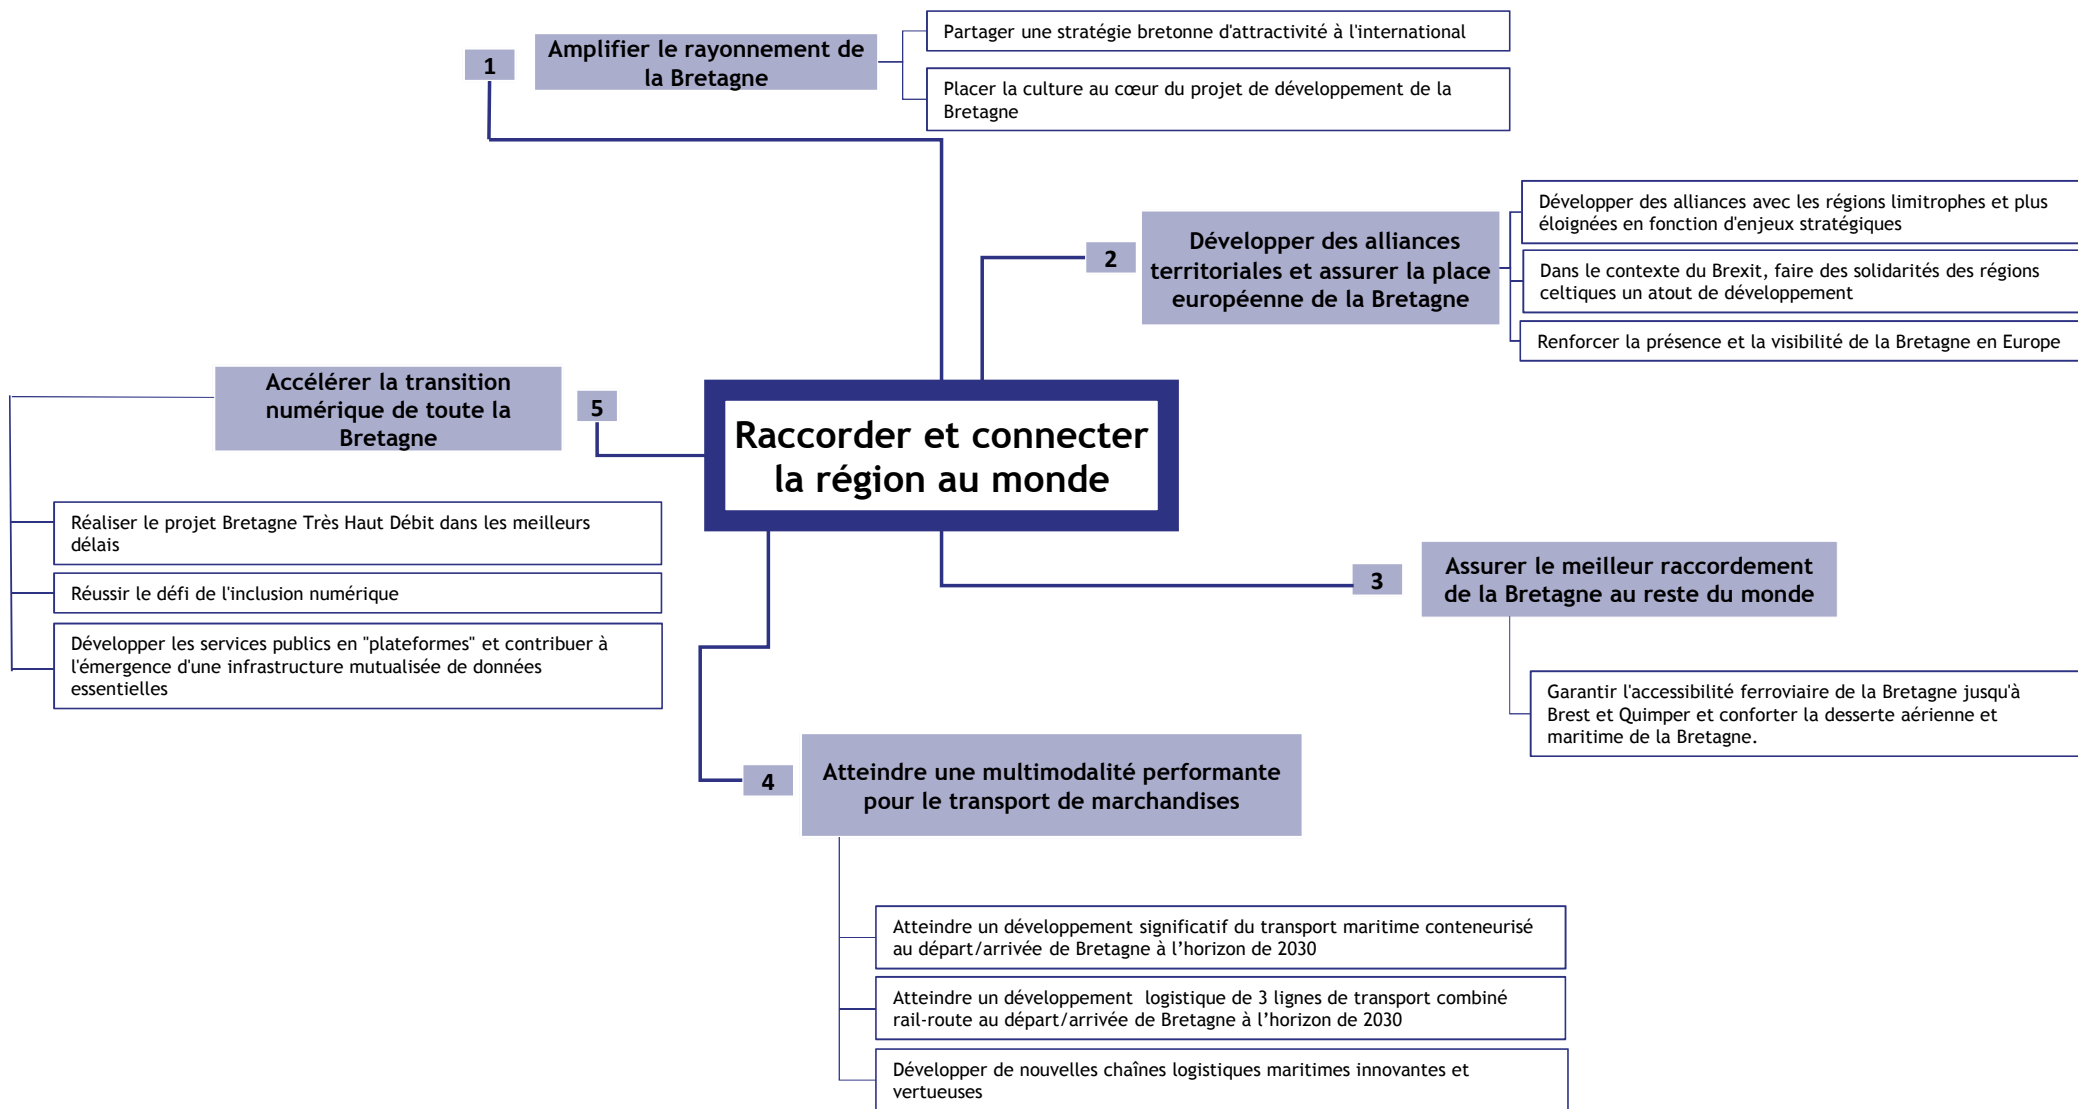 1
Amplifier le rayonnement de
la Bretagne
Partager une stratégie bretonne d'attractivité à l'international
Placer la culture au cœur du projet de développement de la
Bretagne
2
Développer des alliances
territoriales et assurer la place
européenne de la Bretagne
Développer des alliances avec les régions limitrophes et plus
éloignées en fonction d'enjeux stratégiques
Dans le contexte du Brexit, faire des solidarités des régions
celtiques un atout de développement
Renforcer la présence et la visibilité de la Bretagne en Europe
Raccorder et connecter
la région au monde
Accélérer la transition
numérique de toute la
Bretagne
5
Réaliser le projet Bretagne Très Haut Débit dans les meilleurs
délais
Réussir le défi de l'inclusion numérique
Développer les services publics en "plateformes" et contribuer à
l'émergence d'une infrastructure mutualisée de données
essentielles
3
Assurer le meilleur raccordement
de la Bretagne au reste du monde
Garantir l'accessibilité ferroviaire de la Bretagne jusqu'à
Brest et Quimper et conforter la desserte aérienne et
maritime de la Bretagne.
4
Atteindre une multimodalité performante
pour le transport de marchandises
Atteindre un développement significatif du transport maritime conteneurisé
au départ/arrivée de Bretagne à l’horizon de 2030
Atteindre un développement  logistique de 3 lignes de transport combiné
rail-route au départ/arrivée de Bretagne à l’horizon de 2030
Développer de nouvelles chaînes logistiques maritimes innovantes et
vertueuses